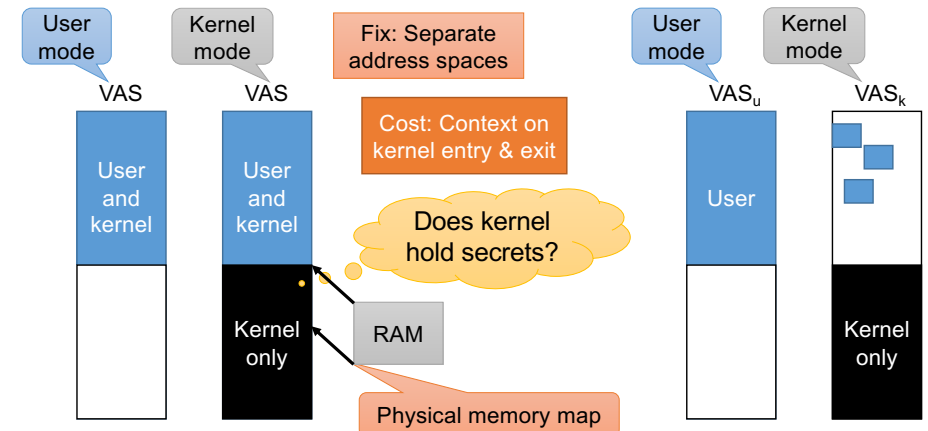 User
mode
VAS
User
and
kernel
Kernel
mode
VAS
User
and
kernel
Kernel
only
Fix: Separate
address spaces
Cost: Context on
kernel entry & exit
Does kernel
hold secrets?
RAM
Physical memory map
User
mode
VASu
User
Kernel
mode
VASk
Kernel
only